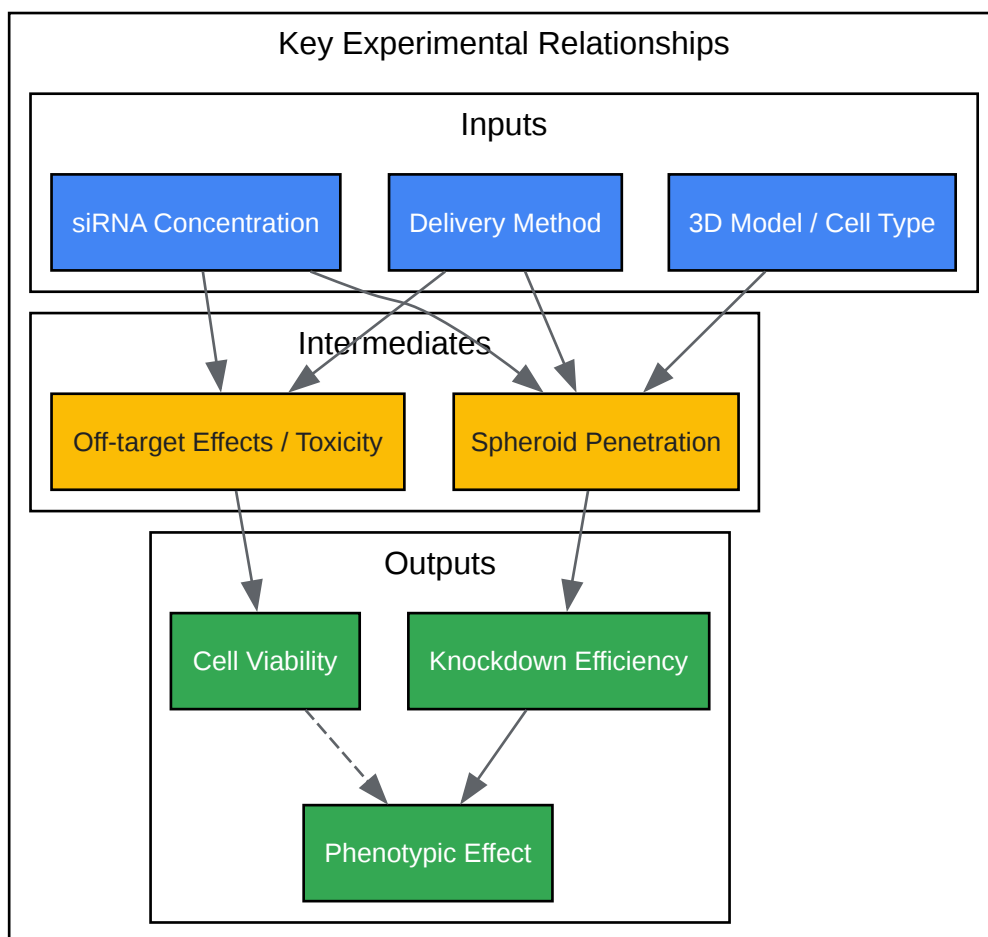 Key Experimental Relationships
Inputs
siRNA Concentration
Delivery Method
3D Model / Cell Type
Intermediates
Off-target Effects / Toxicity
Spheroid Penetration
Outputs
Cell Viability
Knockdown Efficiency
Phenotypic Effect